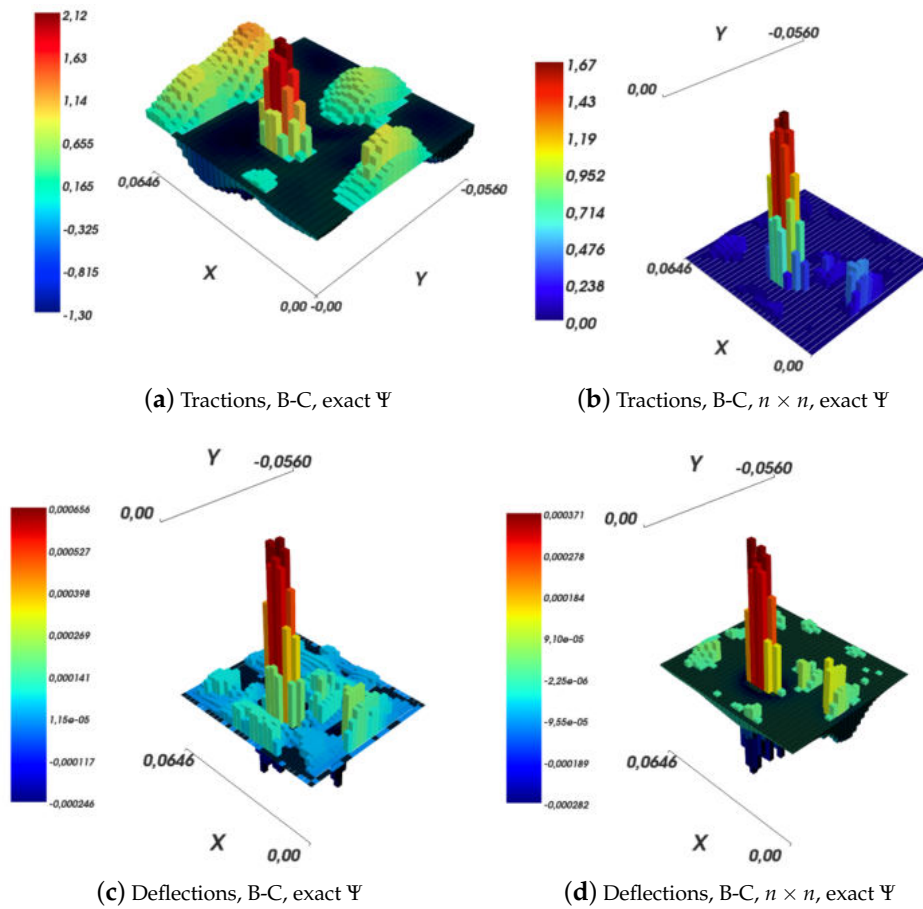 2,12
1,63
1,14
0,655
0,165
-0,325
-0,815
-1,30
0,0646
X
0,00 -0,00
Y
-0,0560
(a) Tractions, B-C, exact Ψ
Y
-0,0560
0,00
1,67
1,43
1,19
0,952
0,714
0,476
0,238
0,00
0,0646
X
0,00
(b) Tractions, B-C, n × n, exact Ψ
Y
-0,0560
0,00
0,000656
0,000527
0,000398
0,000269
0,000141
1,15e-05
-0,000117
-0,000246
0,0646
X
0,00
(c) Deflections, B-C, exact Ψ
Y
-0,0560
0,00
0,000371
0,000278
0,000184
9,10e-05
-2,25e-06
-9,55e-05
-0,000189
-0,000282
0,0646
X
0,00
(d) Deflections, B-C, n × n, exact Ψ